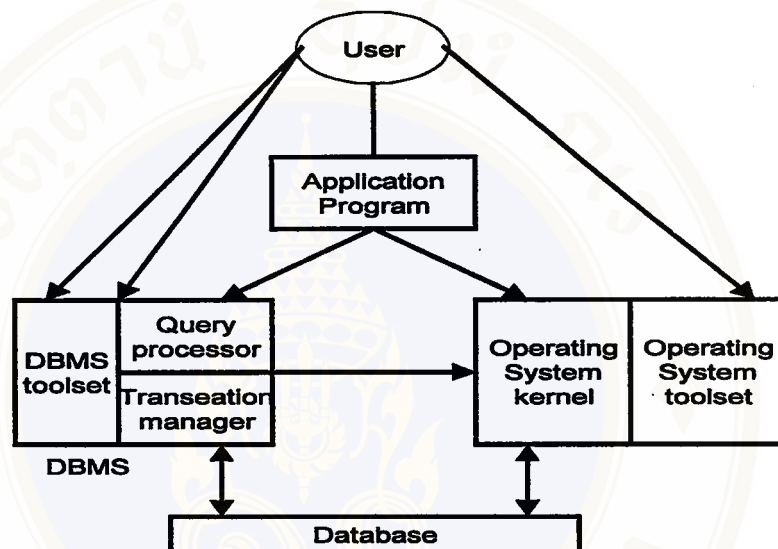 User
Application
Program
DBMS
toolset
Query
processor
Transeation
manager
Operating
System
kernel
Operating
System
toolset
DBMS
Database